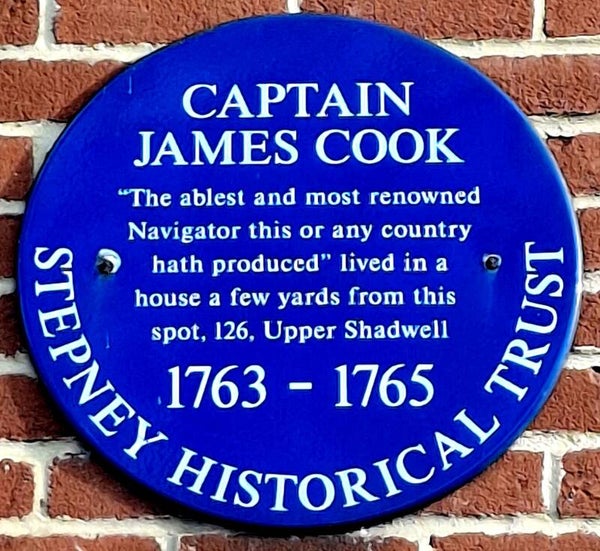 CAPTAIN
JAMES COOK
“The ablest and most renowned
Navigator this or any country
hath produced” lived in a
house a few yards from this
spot, 126, Upper Shadwell
1763 – 1765
STEPNEY HISTORICAL TRUST